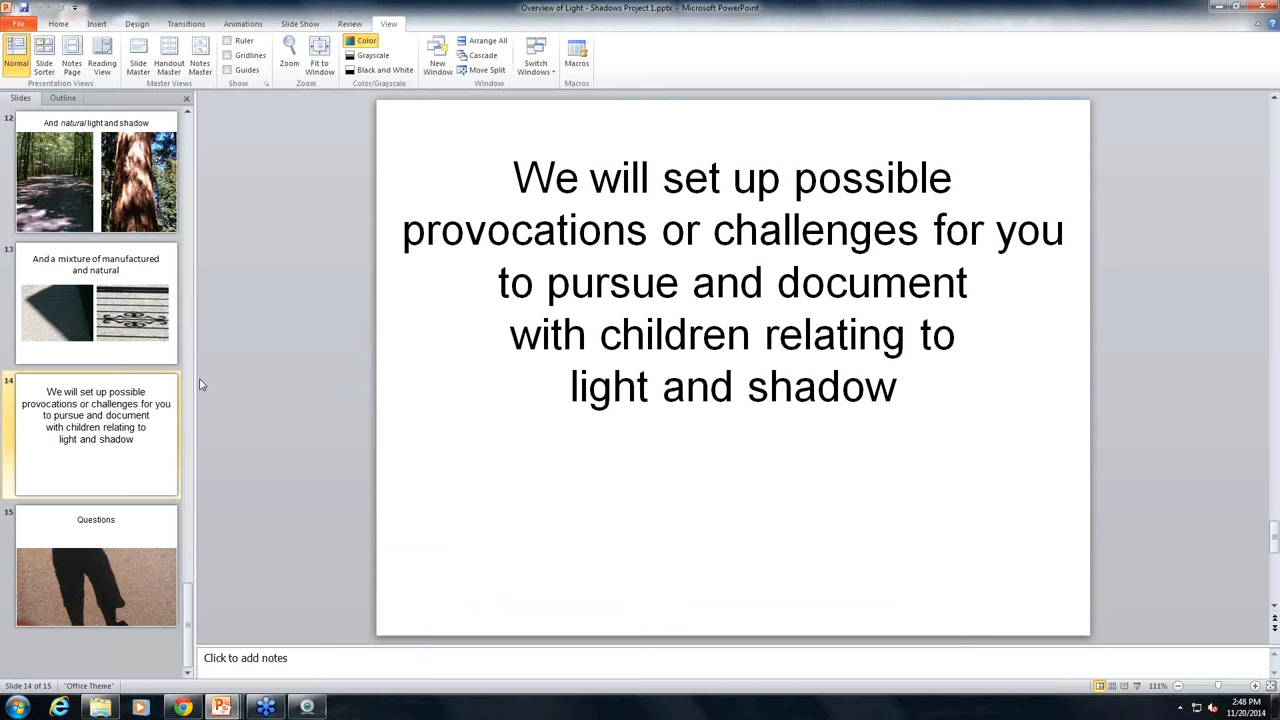 Overview of Light - Shadows Project 1.pptx - Microsoft PowerPoint
File Home Insert Design Transitions Animations Slide Show Review View
Normal
Slide Sorter
Notes Page
Reading View
Presentation Views
Slide Master
Handout Master
Notes Master
Master Views
Ruler
Gridlines
Guides
Show
Zoom
Fit to Window
Zoom
Color
Grayscale
Black and White
Color/Grayscale
New Window
Arrange All
Cascade
Move Split
Window
Switch Windows
Macros
Macros
Slides Outline
12
And natural light and shadow
13
And a mixture of manufactured
and natural
14
We will set up possible
provocations or challenges for you
to pursue and document
with children relating to
light and shadow
15
Questions
We will set up possible
provocations or challenges for you
to pursue and document
with children relating to
light and shadow
Click to add notes
Slide 14 of 15 "Office Theme" 111%
2:48 PM
11/20/2014